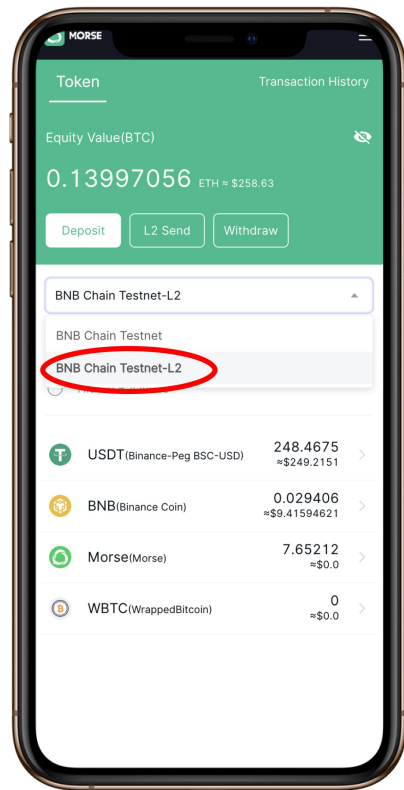 MORSE
Token Transaction History
Equity Value(BTC)
0.13997056 ETH ≈ $258.63
Deposit L2 Send Withdraw
BNB Chain Testnet-L2
BNB Chain Testnet
BNB Chain Testnet-L2
USDT(Binance-Peg BSC-USD) 248.4675
≈$249.2151
BNB(Binance Coin) 0.029406
≈$9.41594621
Morse(Morse) 7.65212
≈$0.0
WBTC(WrappedBitcoin) 0
≈$0.0